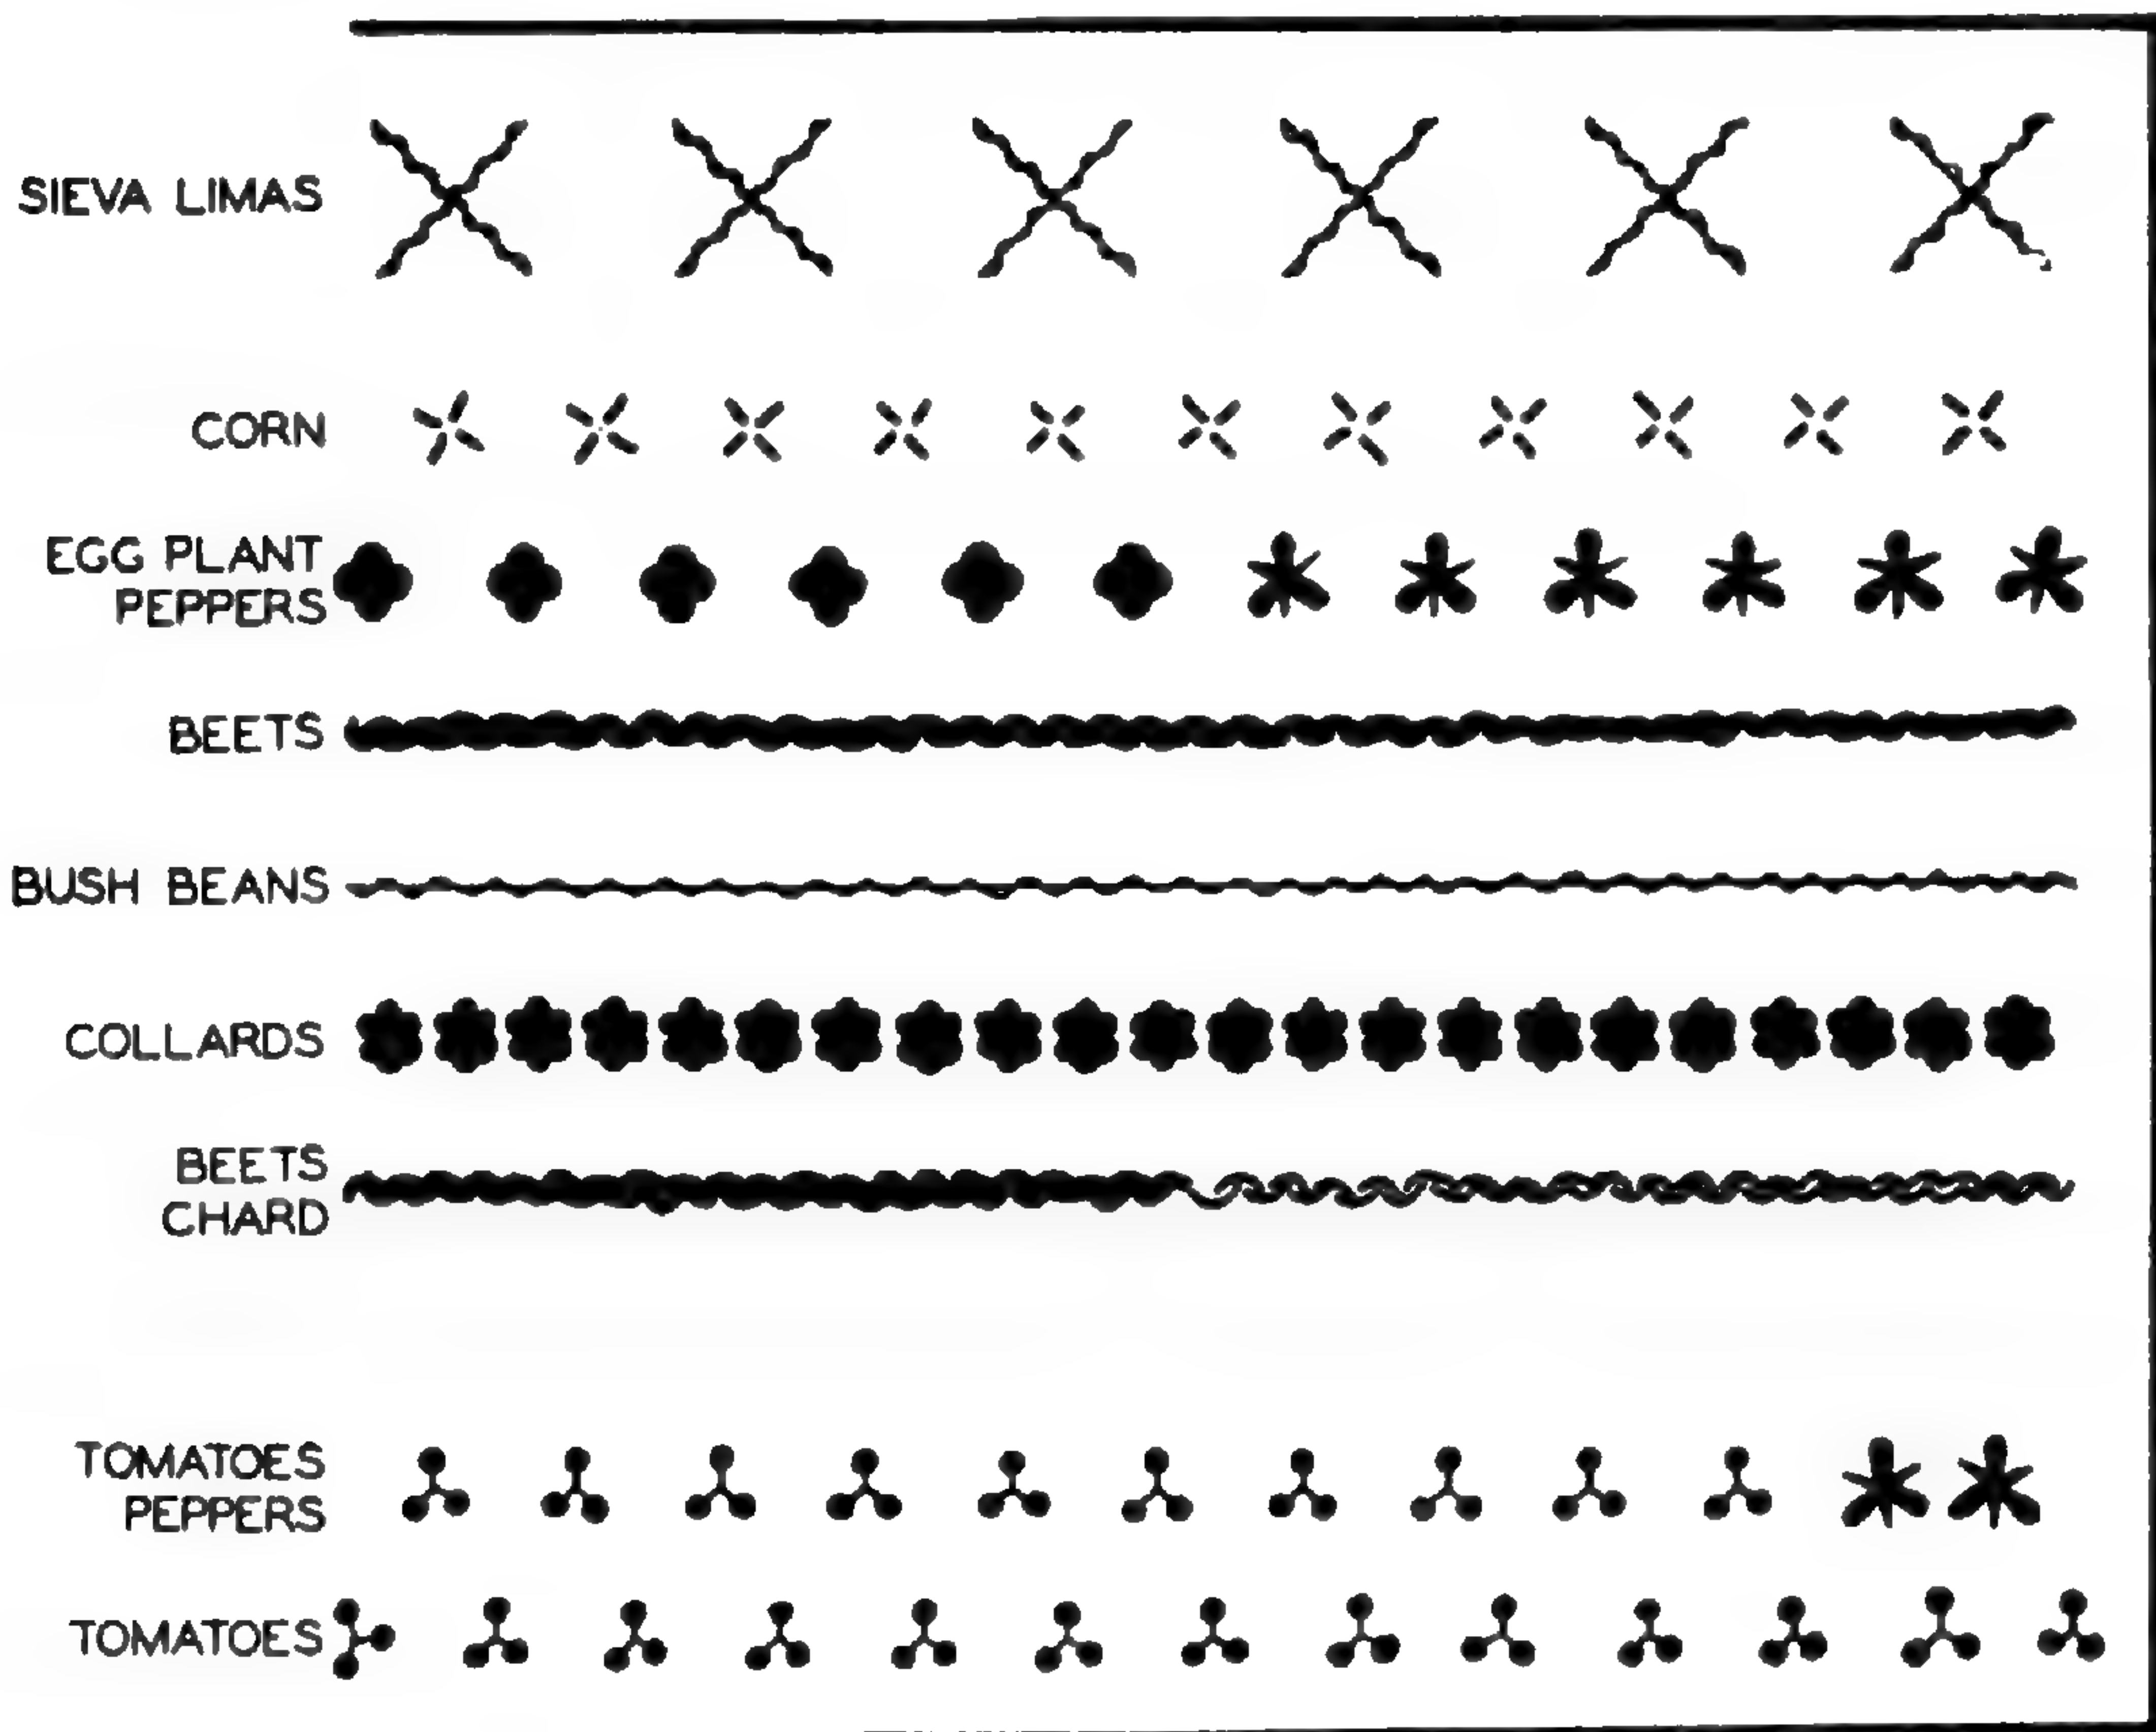 SIEVA LIMAS
CORN
EGG PLANT
PEPPERS
BEETS
BUSH BEANS
COLLARDS
BEETS
CHARD
TOMATOES
PEPPERS
TOMATOES